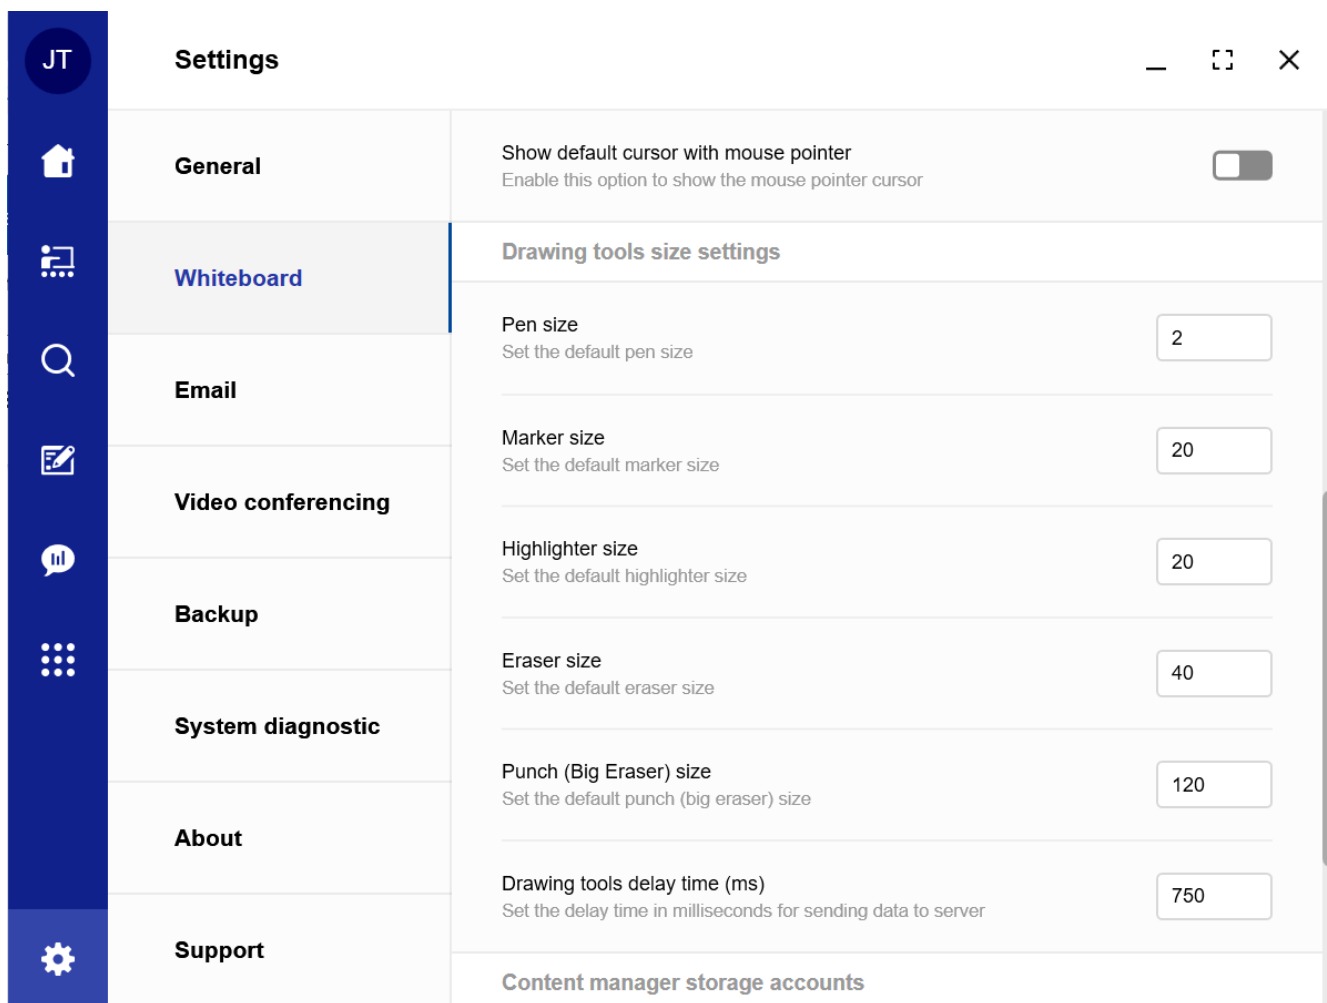 JT
Settings
General
Whiteboard
Email
Video conferencing
Backup
System diagnostic
About
Support
Show default cursor with mouse pointer
Enable this option to show the mouse pointer cursor
Drawing tools size settings
Pen size
Set the default pen size
2
Marker size
Set the default marker size
20
Highlighter size
Set the default highlighter size
20
Eraser size
Set the default eraser size
40
Punch (Big Eraser) size
Set the default punch (big eraser) size
120
Drawing tools delay time (ms)
Set the delay time in milliseconds for sending data to server
750
Content manager storage accounts